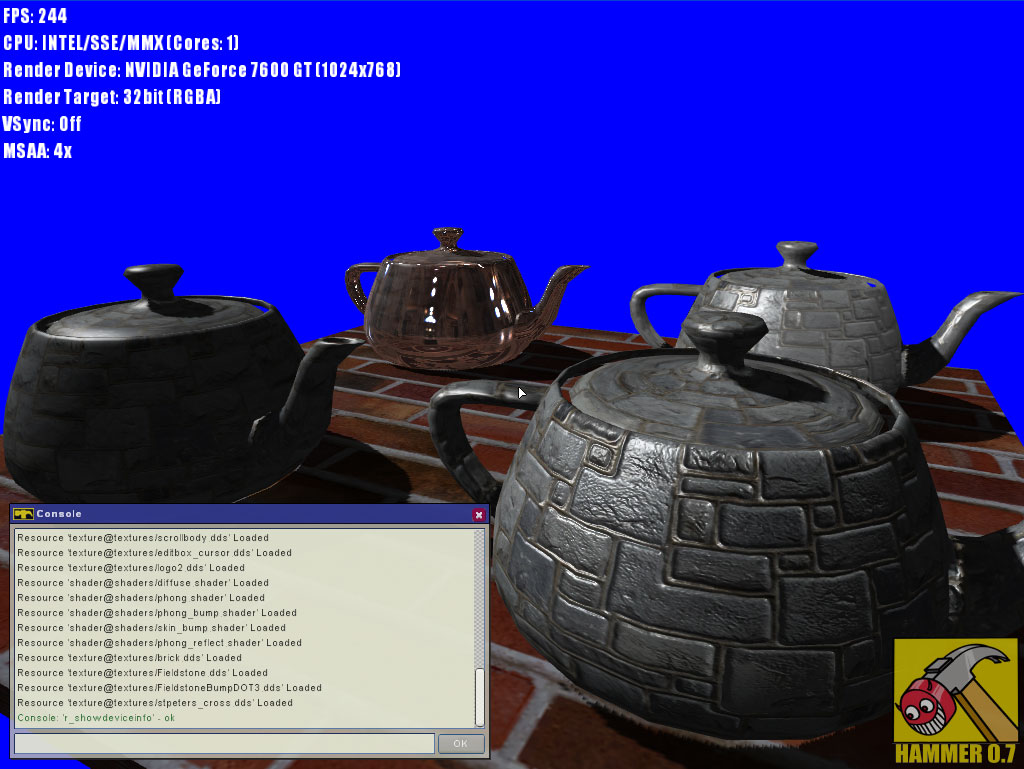 FPS: 244
CPU: INTEL/SSE/MMX (Cores: 1)
Render Device: NVIDIA GeForce 7600 GT (1024x768)
Render Target: 32bit (RGBA)
VSync: Off
MSAA: 4x
Console
Resource 'texture@textures/scrollbody.dds' Loaded
Resource 'texture@textures/editbox_cursor.dds' Loaded
Resource 'texture@textures/logo2.dds' Loaded
Resource 'shader@shaders/diffuse.shader' Loaded
Resource 'shader@shaders/phong.shader' Loaded
Resource 'shader@shaders/phong_bump.shader' Loaded
Resource 'shader@shaders/skin_bump.shader' Loaded
Resource 'shader@shaders/phong_reflect.shader' Loaded
Resource 'texture@textures/brick.dds' Loaded
Resource 'texture@textures/Fieldstone.dds' Loaded
Resource 'texture@textures/FieldstoneBumpDOT3.dds' Loaded
Resource 'texture@textures/stpeters_cross.dds' Loaded
Console: 'r_showdeviceinfo' - ok
OK
HAMMER 0.7